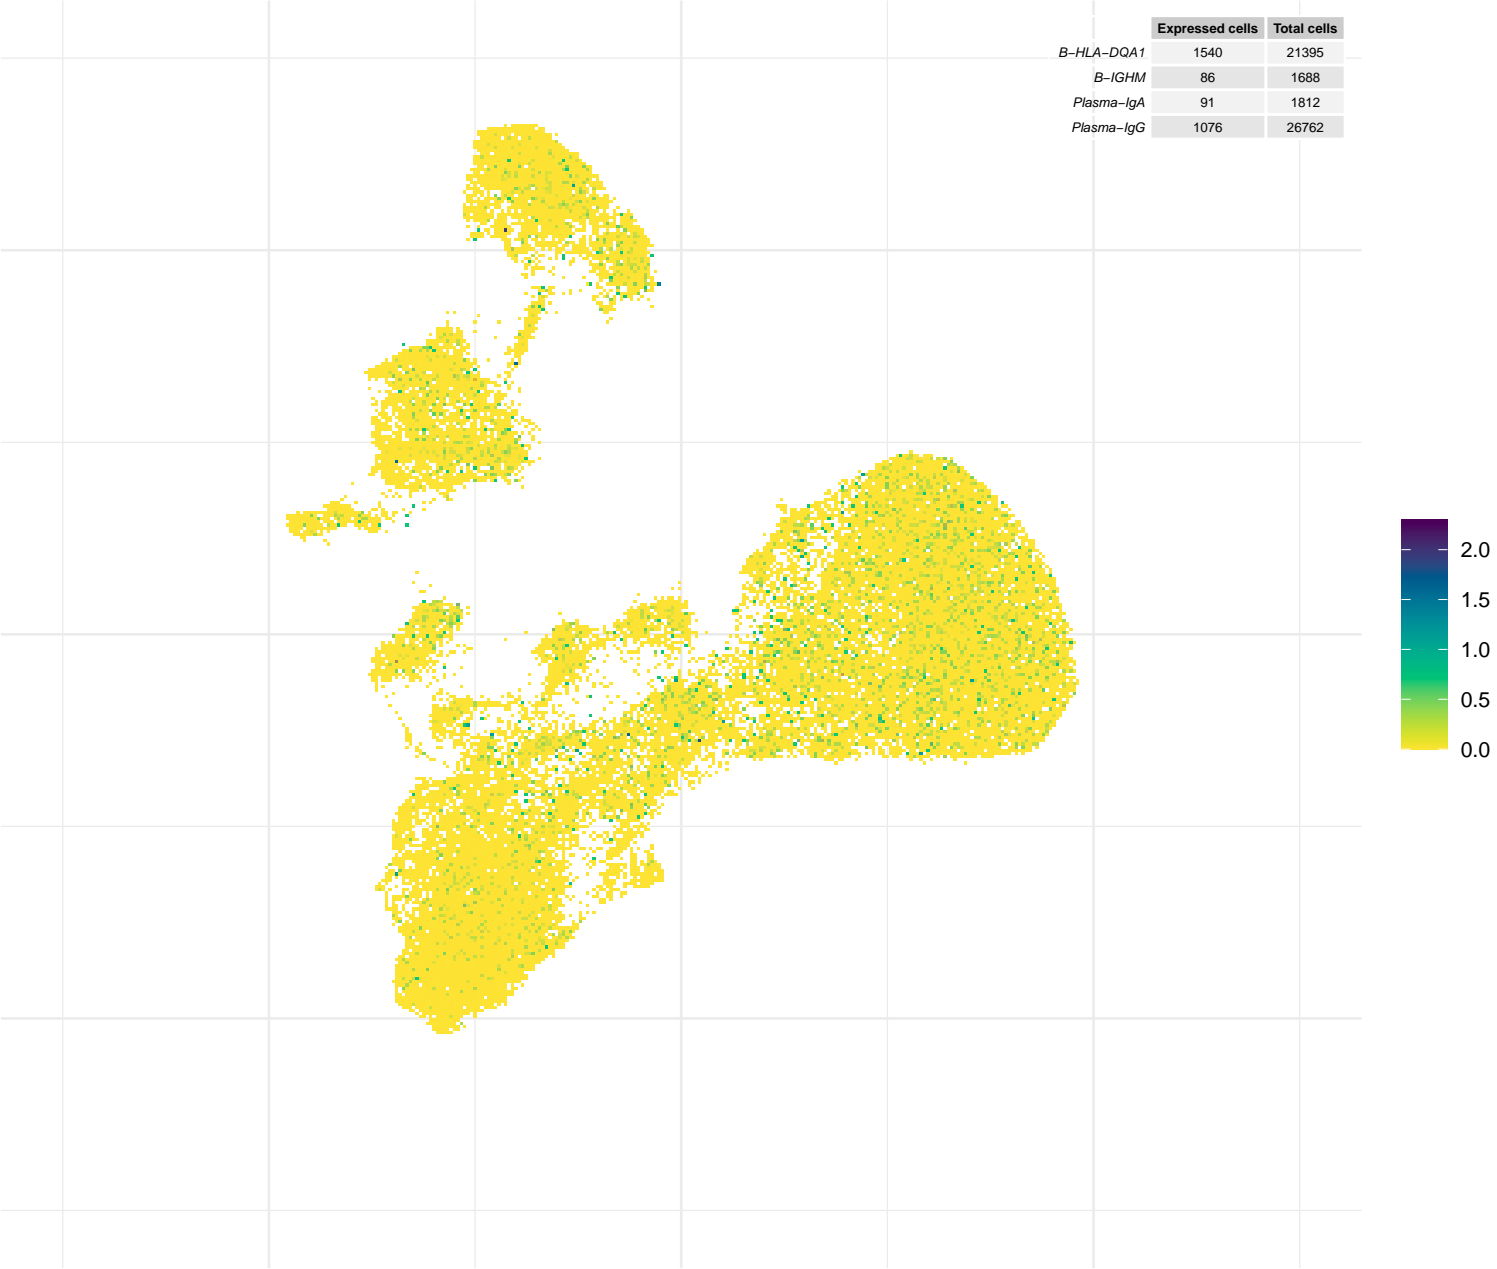 Expressed cells Total cells
B−HLA−DQA1 1540 21395
B−IGHM 86 1688
Plasma−IgA 91 1812
Plasma−IgG 1076 26762
2.0
1.5
1.0
0.5
0.0